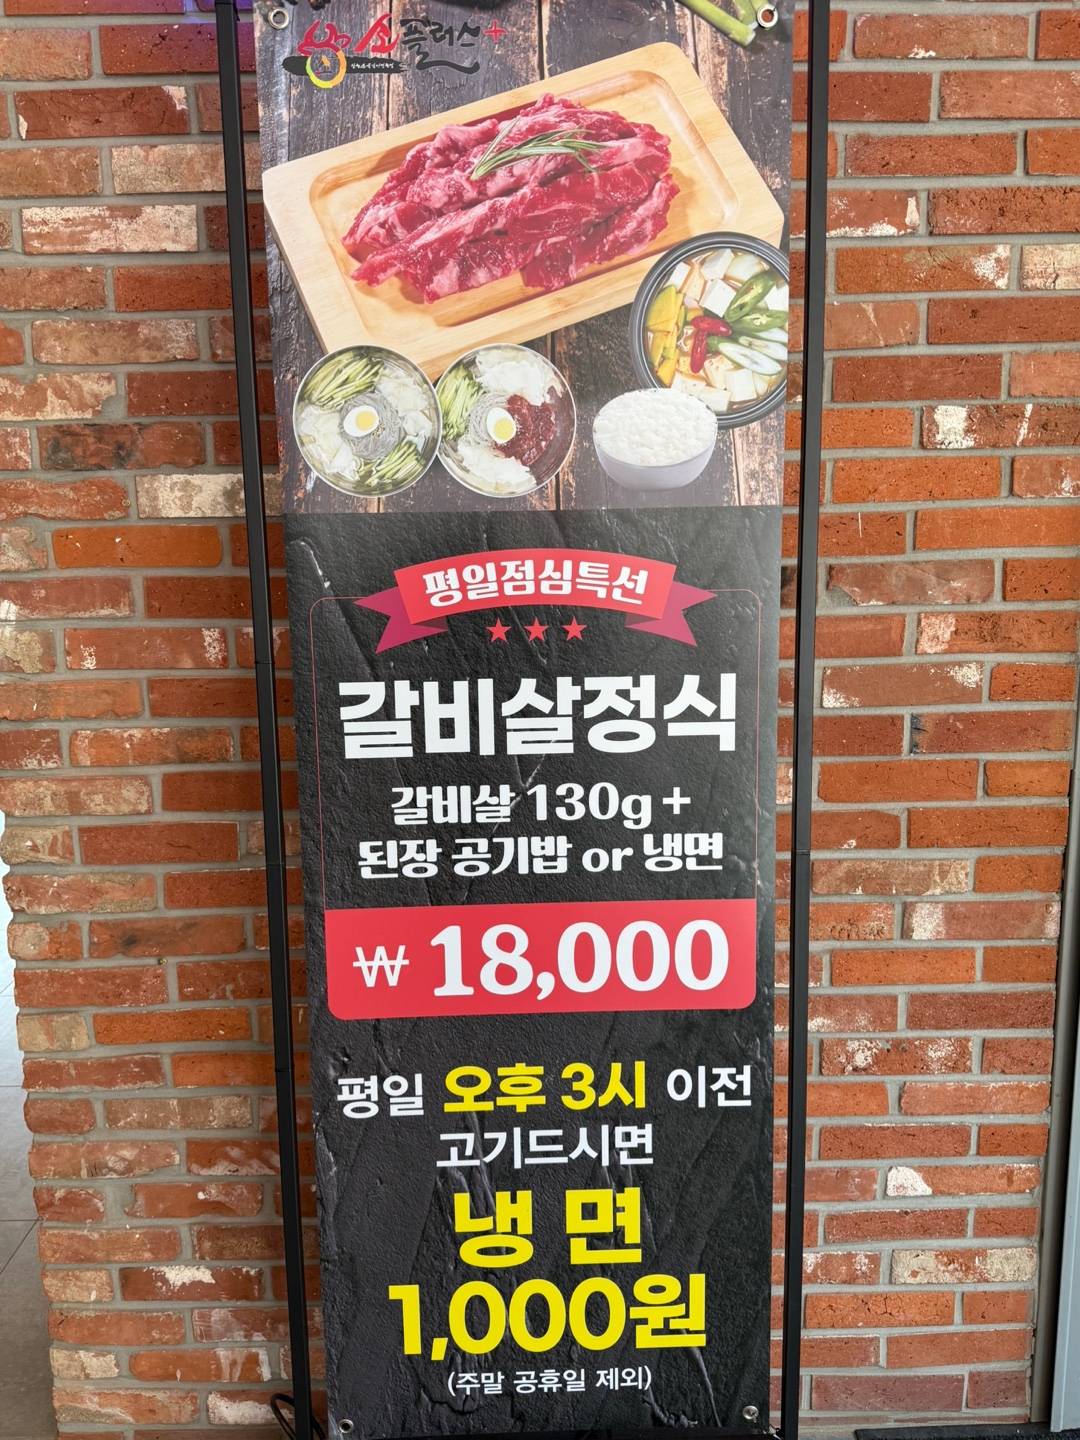 소플러스+
평일점심특선
갈비살정식
갈비살 130g+
된장 공기밥 or 냉면
₩ 18,000
평일 오후 3시 이전
고기드시면
냉면
1,000원
(주말 공휴일 제외)